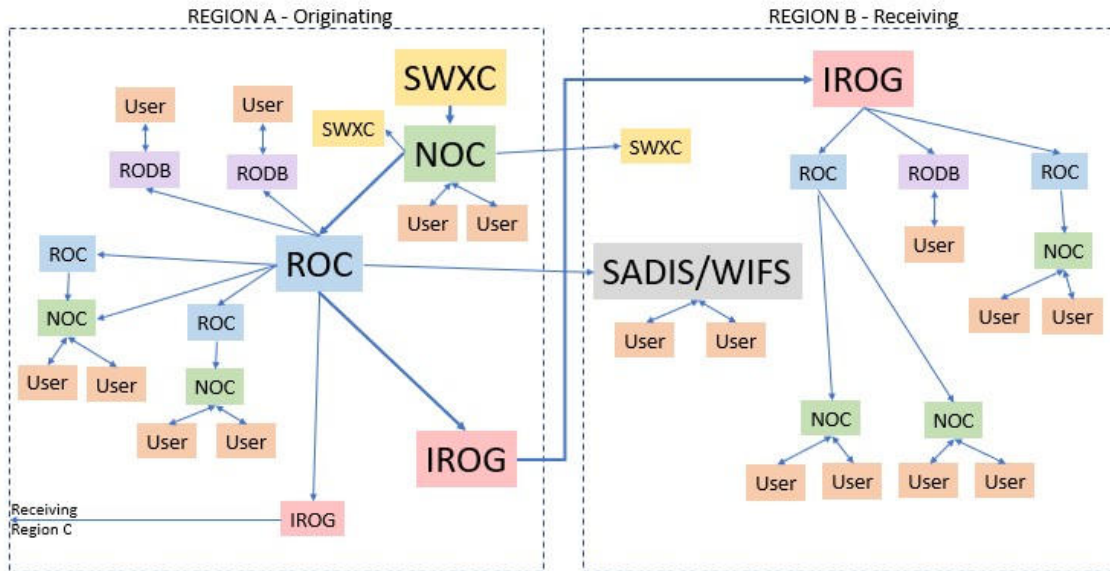 REGION A - Originating
REGION B - Receiving
SWXC
IROG
User
User
SWXC
NOC
SWXC
RODB
RODB
ROC
RODB
ROC
User
User
ROC
ROC
User
NOC
SADIS/WIFS
NOC
ROC
User
User
User
User
User
User
NOC
User
User
NOC
NOC
User
User
IROG
User
User
User
User
Receiving
Region C
IROG